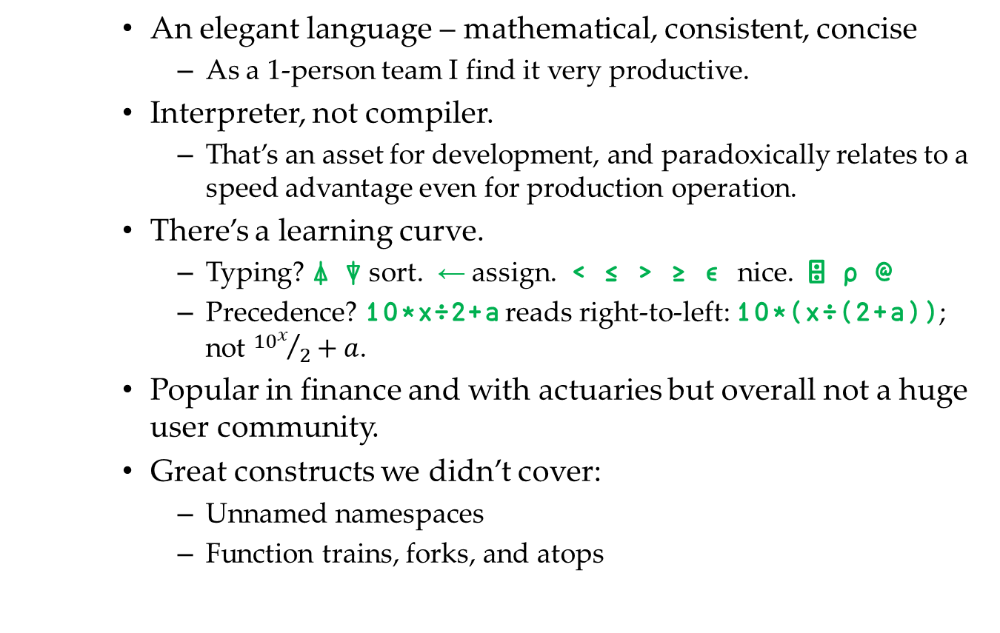 • An elegant language – mathematical, consistent, concise
– As a 1-person team I find it very productive.
• Interpreter, not compiler.
– That’s an asset for development, and paradoxically relates to a
speed advantage even for production operation.
• There’s a learning curve.
– Typing? ⍋ ⍒ sort. ← assign. < ≤ > ≥ ∊ nice. ⌹ ⍴ @
– Precedence? 10*x÷2+a reads right-to-left: 10*(x÷(2+a));
not 10ˣ/₂ + a.
• Popular in finance and with actuaries but overall not a huge
user community.
• Great constructs we didn’t cover:
– Unnamed namespaces
– Function trains, forks, and atops